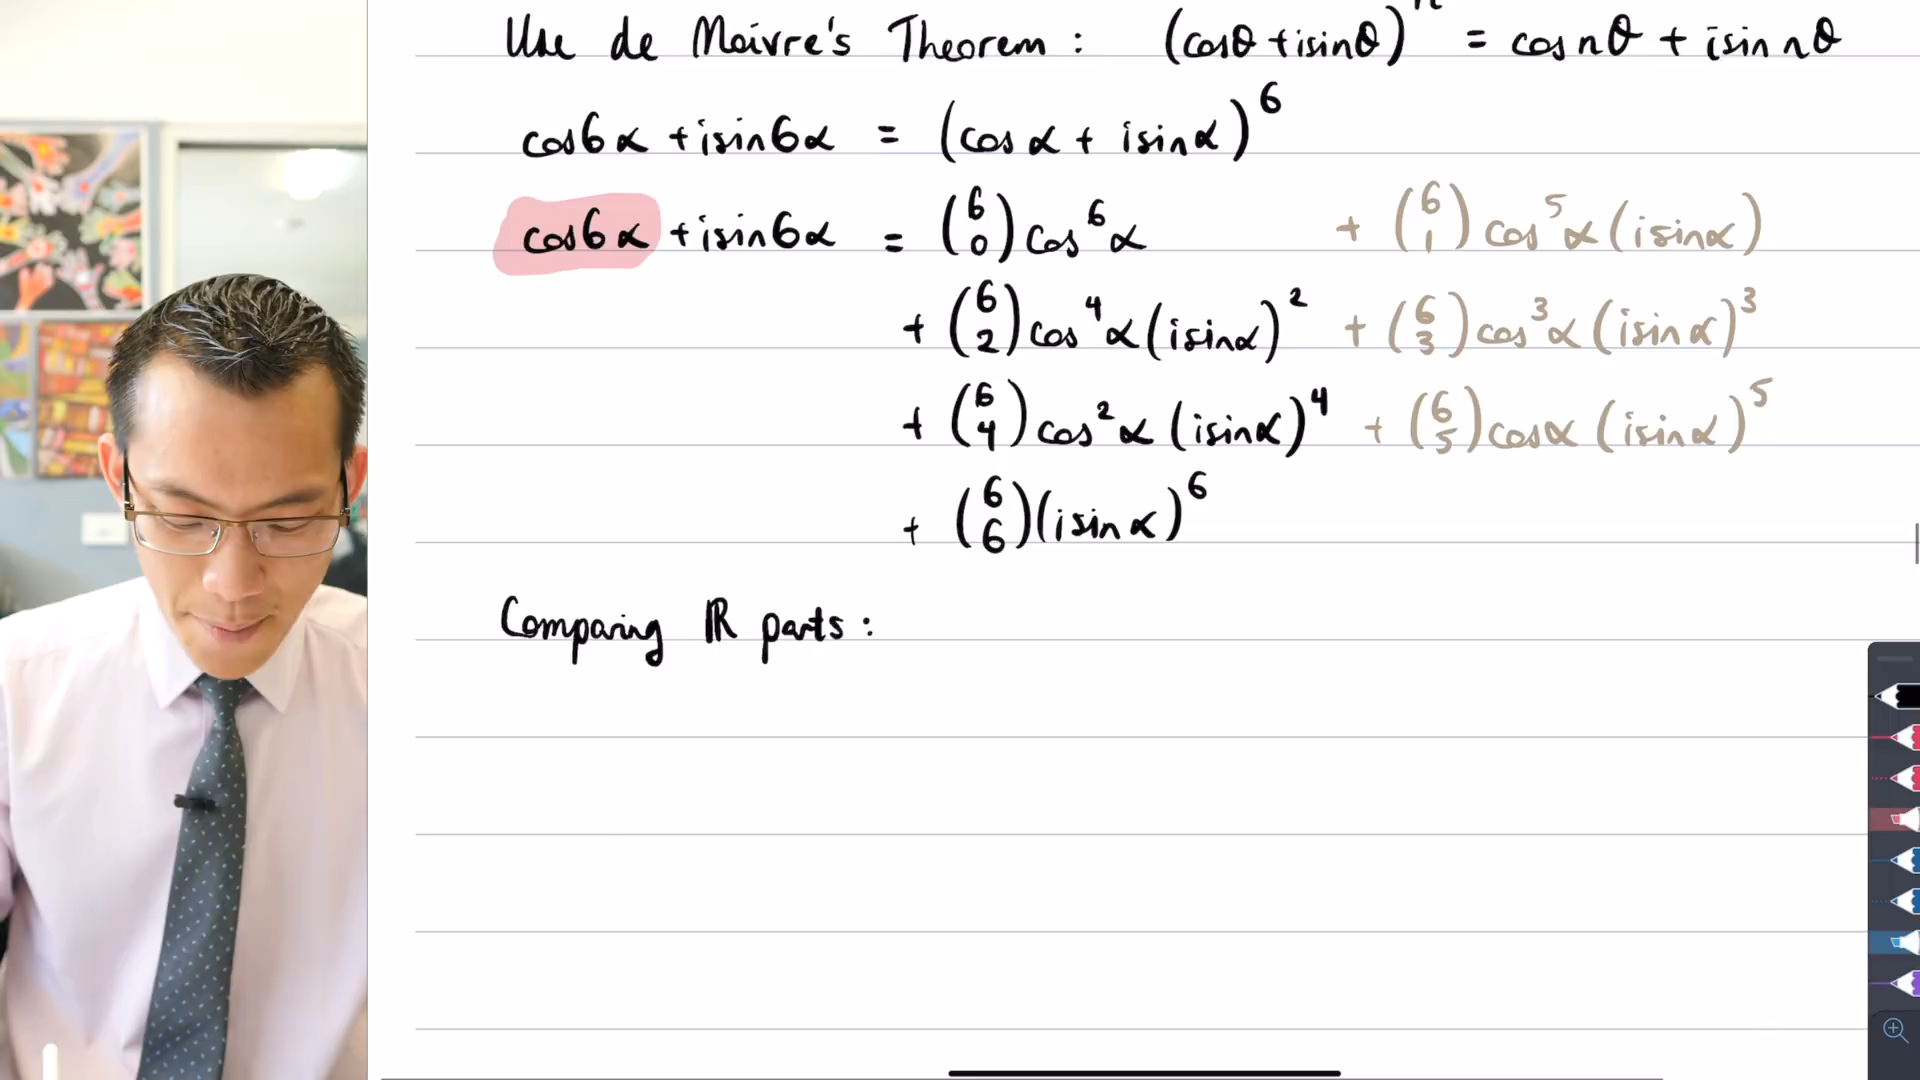 Use de Moivre's Theorem : (cosθ + isinθ)ⁿ = cos nθ + isin nθ
cos6α + isin6α = (cos α + isinα)⁶
cos6α + isin6α = (6 0) cos⁶α + (6 1) cos⁵α (isinα)
+ (6 2) cos⁴α (isinα)² + (6 3) cos³α (isinα)³
+ (6 4) cos²α (isinα)⁴ + (6 5) cosα (isinα)⁵
+ (6 6)(isinα)⁶
Comparing ℝ parts :